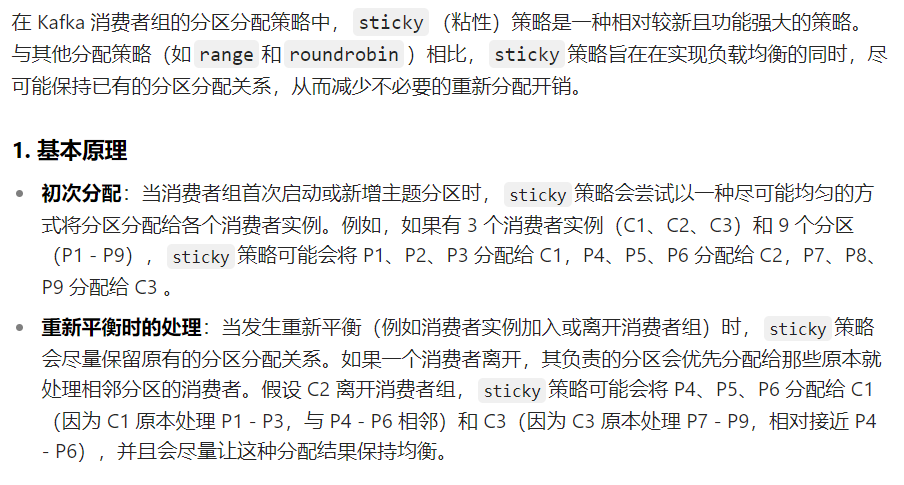 在 Kafka 消费者组的分区分配策略中， sticky （粘性）策略是一种相对较新且功能强大的策略。
与其他分配策略（如 range 和 roundrobin ）相比， sticky 策略旨在在实现负载均衡的同时，尽
可能保持已有的分区分配关系，从而减少不必要的重新分配开销。
1. 基本原理
• 初次分配：当消费者组首次启动或新增主题分区时， sticky 策略会尝试以一种尽可能均匀的方
式将分区分配给各个消费者实例。例如，如果有 3 个消费者实例（C1、C2、C3）和 9 个分区
（P1 - P9）， sticky 策略可能会将 P1、P2、P3 分配给 C1，P4、P5、P6 分配给 C2，P7、P8、
P9 分配给 C3 。
• 重新平衡时的处理：当发生重新平衡（例如消费者实例加入或离开消费者组）时， sticky 策略
会尽量保留原有的分区分配关系。如果一个消费者离开，其负责的分区会优先分配给那些原本就
处理相邻分区的消费者。假设 C2 离开消费者组， sticky 策略可能会将 P4、P5、P6 分配给 C1
（因为 C1 原本处理 P1 - P3，与 P4 - P6 相邻）和 C3（因为 C3 原本处理 P7 - P9，相对接近 P4
- P6），并且会尽量让这种分配结果保持均衡。